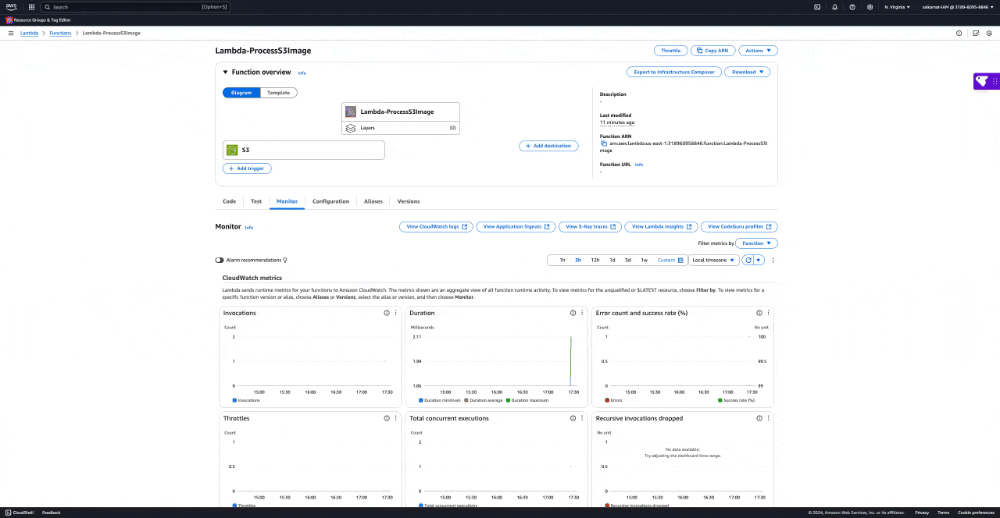 aws
Search
[Option+S]
N. Virginia
Resource Groups & Tag Editor
Lambda
Functions
Lambda-ProcessS3Image
Lambda-ProcessS3Image
Throttle
Copy ARN
Actions
Function overview
Info
Export to Infrastructure Composer
Download
Diagram
Template
Lambda-ProcessS3Image
Layers
(0)
S3
+ Add trigger
+ Add destination
Description
-
Last modified
11 minutes ago
Function ARN
arn:aws:lambda:us-east-1:318960958846:function:Lambda-ProcessS3I
mage
Function URL Info
-
Code Test Monitor Configuration Aliases Versions
Monitor Info
View CloudWatch logs
View Application Signals
View X-Ray traces
View Lambda Insights
View CodeGuru profiles
Filter metrics by
Function
Alarm recommendations
1h 3h 12h 1d 3d 1w Custom
Local timezone
CloudWatch metrics
Lambda sends runtime metrics for your functions to Amazon CloudWatch. The metrics shown are an aggregate view of all function runtime activity. To view metrics for the unqualified or $LATEST resource, choose Filter by. To view metrics for a
specific function version or alias, choose Aliases or Versions, select the alias or version, and then choose Monitor.
Invocations
Count
2
1
0
15:00 15:30 16:00 16:30 17:00 17:30
Invocations
Duration
Milliseconds
2.11
1.99
15:00 15:30 16:00 16:30 17:00 17:30
Duration minimum Duration average Duration maximum
Error count and success rate (%)
Count
No unit
1
100
0.5
99.5
0
99
15:00 15:30 16:00 16:30 17:00 17:30
Errors
Success rate (%)
Throttles
Count
1
0.5
0
15:00 15:30 16:00 16:30 17:00 17:30
Throttles
Total concurrent executions
Count
2
1
0
15:00 15:30 16:00 16:30 17:00 17:30
Total concurrent executions
Recursive invocations dropped
No unit
1
No data available.
Try adjusting the dashboard time range.
0.5
0
15:00 15:30 16:00 16:30 17:00 17:30
Recursive invocations dropped
CloudShell
Feedback
© 2024, Amazon Web Services, Inc. or its affiliates.
Privacy
Terms
Cookie preferences